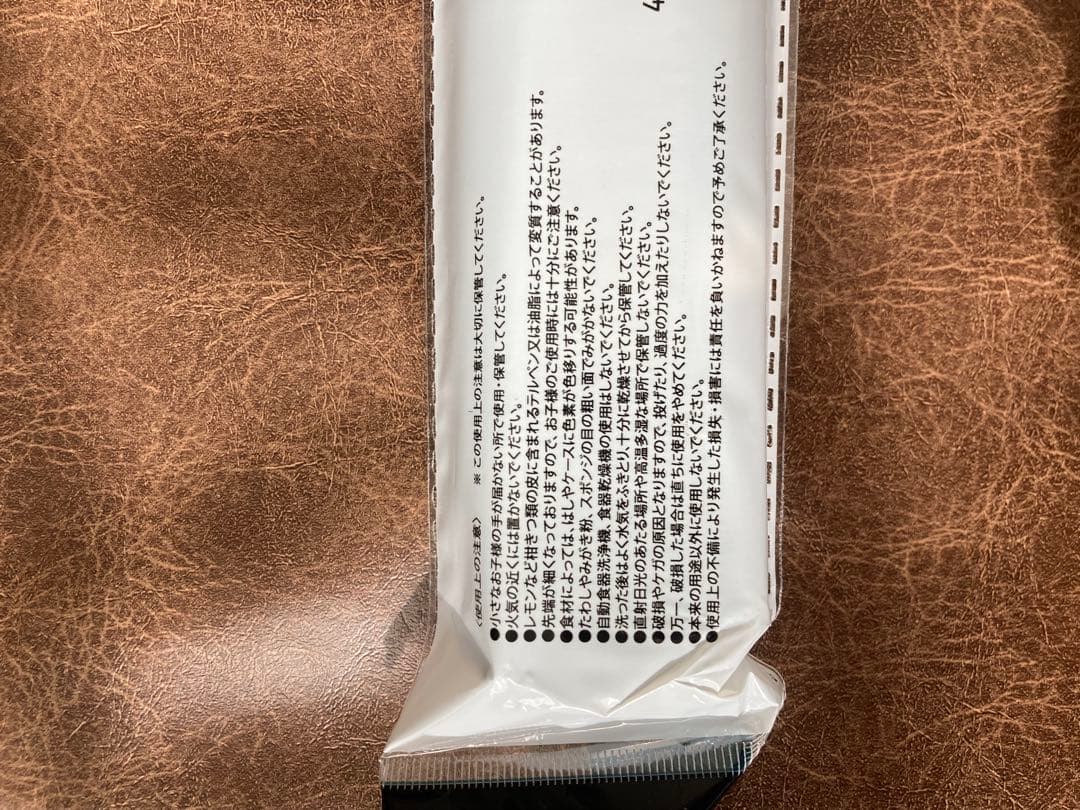 〈使用上の注意〉 ※ この使用上の注意は大切に保管してください。
●小さなお子様の手が届かない所で使用・保管してください。
●火気の近くには置かないでください。
●レモンなど柑きつ類の皮に含まれるテルペン又は油脂によって変質することがあります。
●先端が細くなっておりますので、お子様のご使用時には十分にご注意ください。
●食材によっては、はしやケースに色素が色移りする可能性があります。
●たわしやみがき粉、スポンジの目の粗い面でみがかないでください。
●自動食器洗浄機、食器乾燥機の使用はしないでください。
●洗った後はよく水気をふきとり、十分に乾燥させてから保管してください。
●直射日光のあたる場所や高温多湿な場所で保管しないでください。
●破損やケガの原因となりますので、投げたり、過度の力を加えたりしないでください。
●万一、破損した場合は直ちに使用をやめてください。
●本来の用途以外に使用しないでください。
●使用上の不備により発生した損失・損害には責任を負いかねますので予めご了承ください。
4